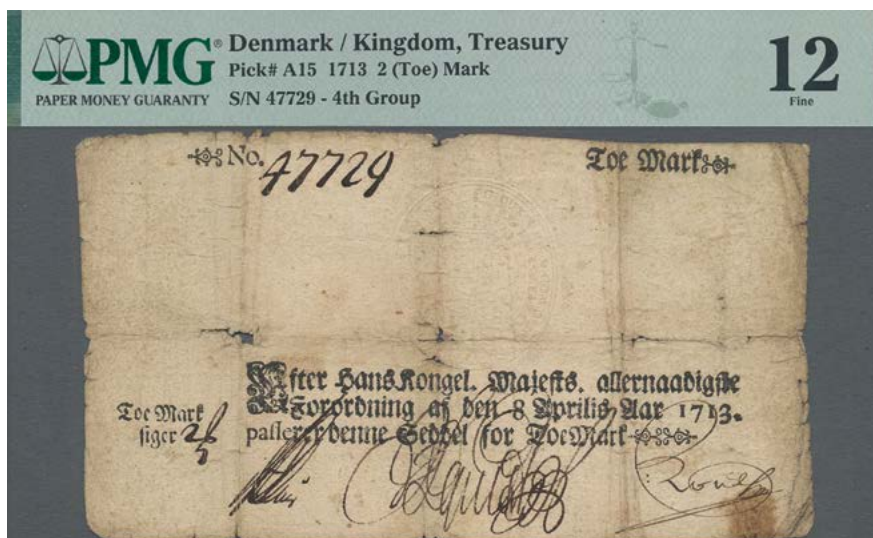 PMG® Denmark / Kingdom, Treasury
Pick# A15 1713 2 (Toe) Mark
PAPER MONEY GUARANTY S/N 47729 - 4th Group
12
Fine
No. 47729 Toe Mark
Efter Hans Kongel. Majests. allernaadigste
Forordning af den 8 Aprilis Aar 1713.
Toe Mark
siger 2
passerer denne Seddel for Toe Mark